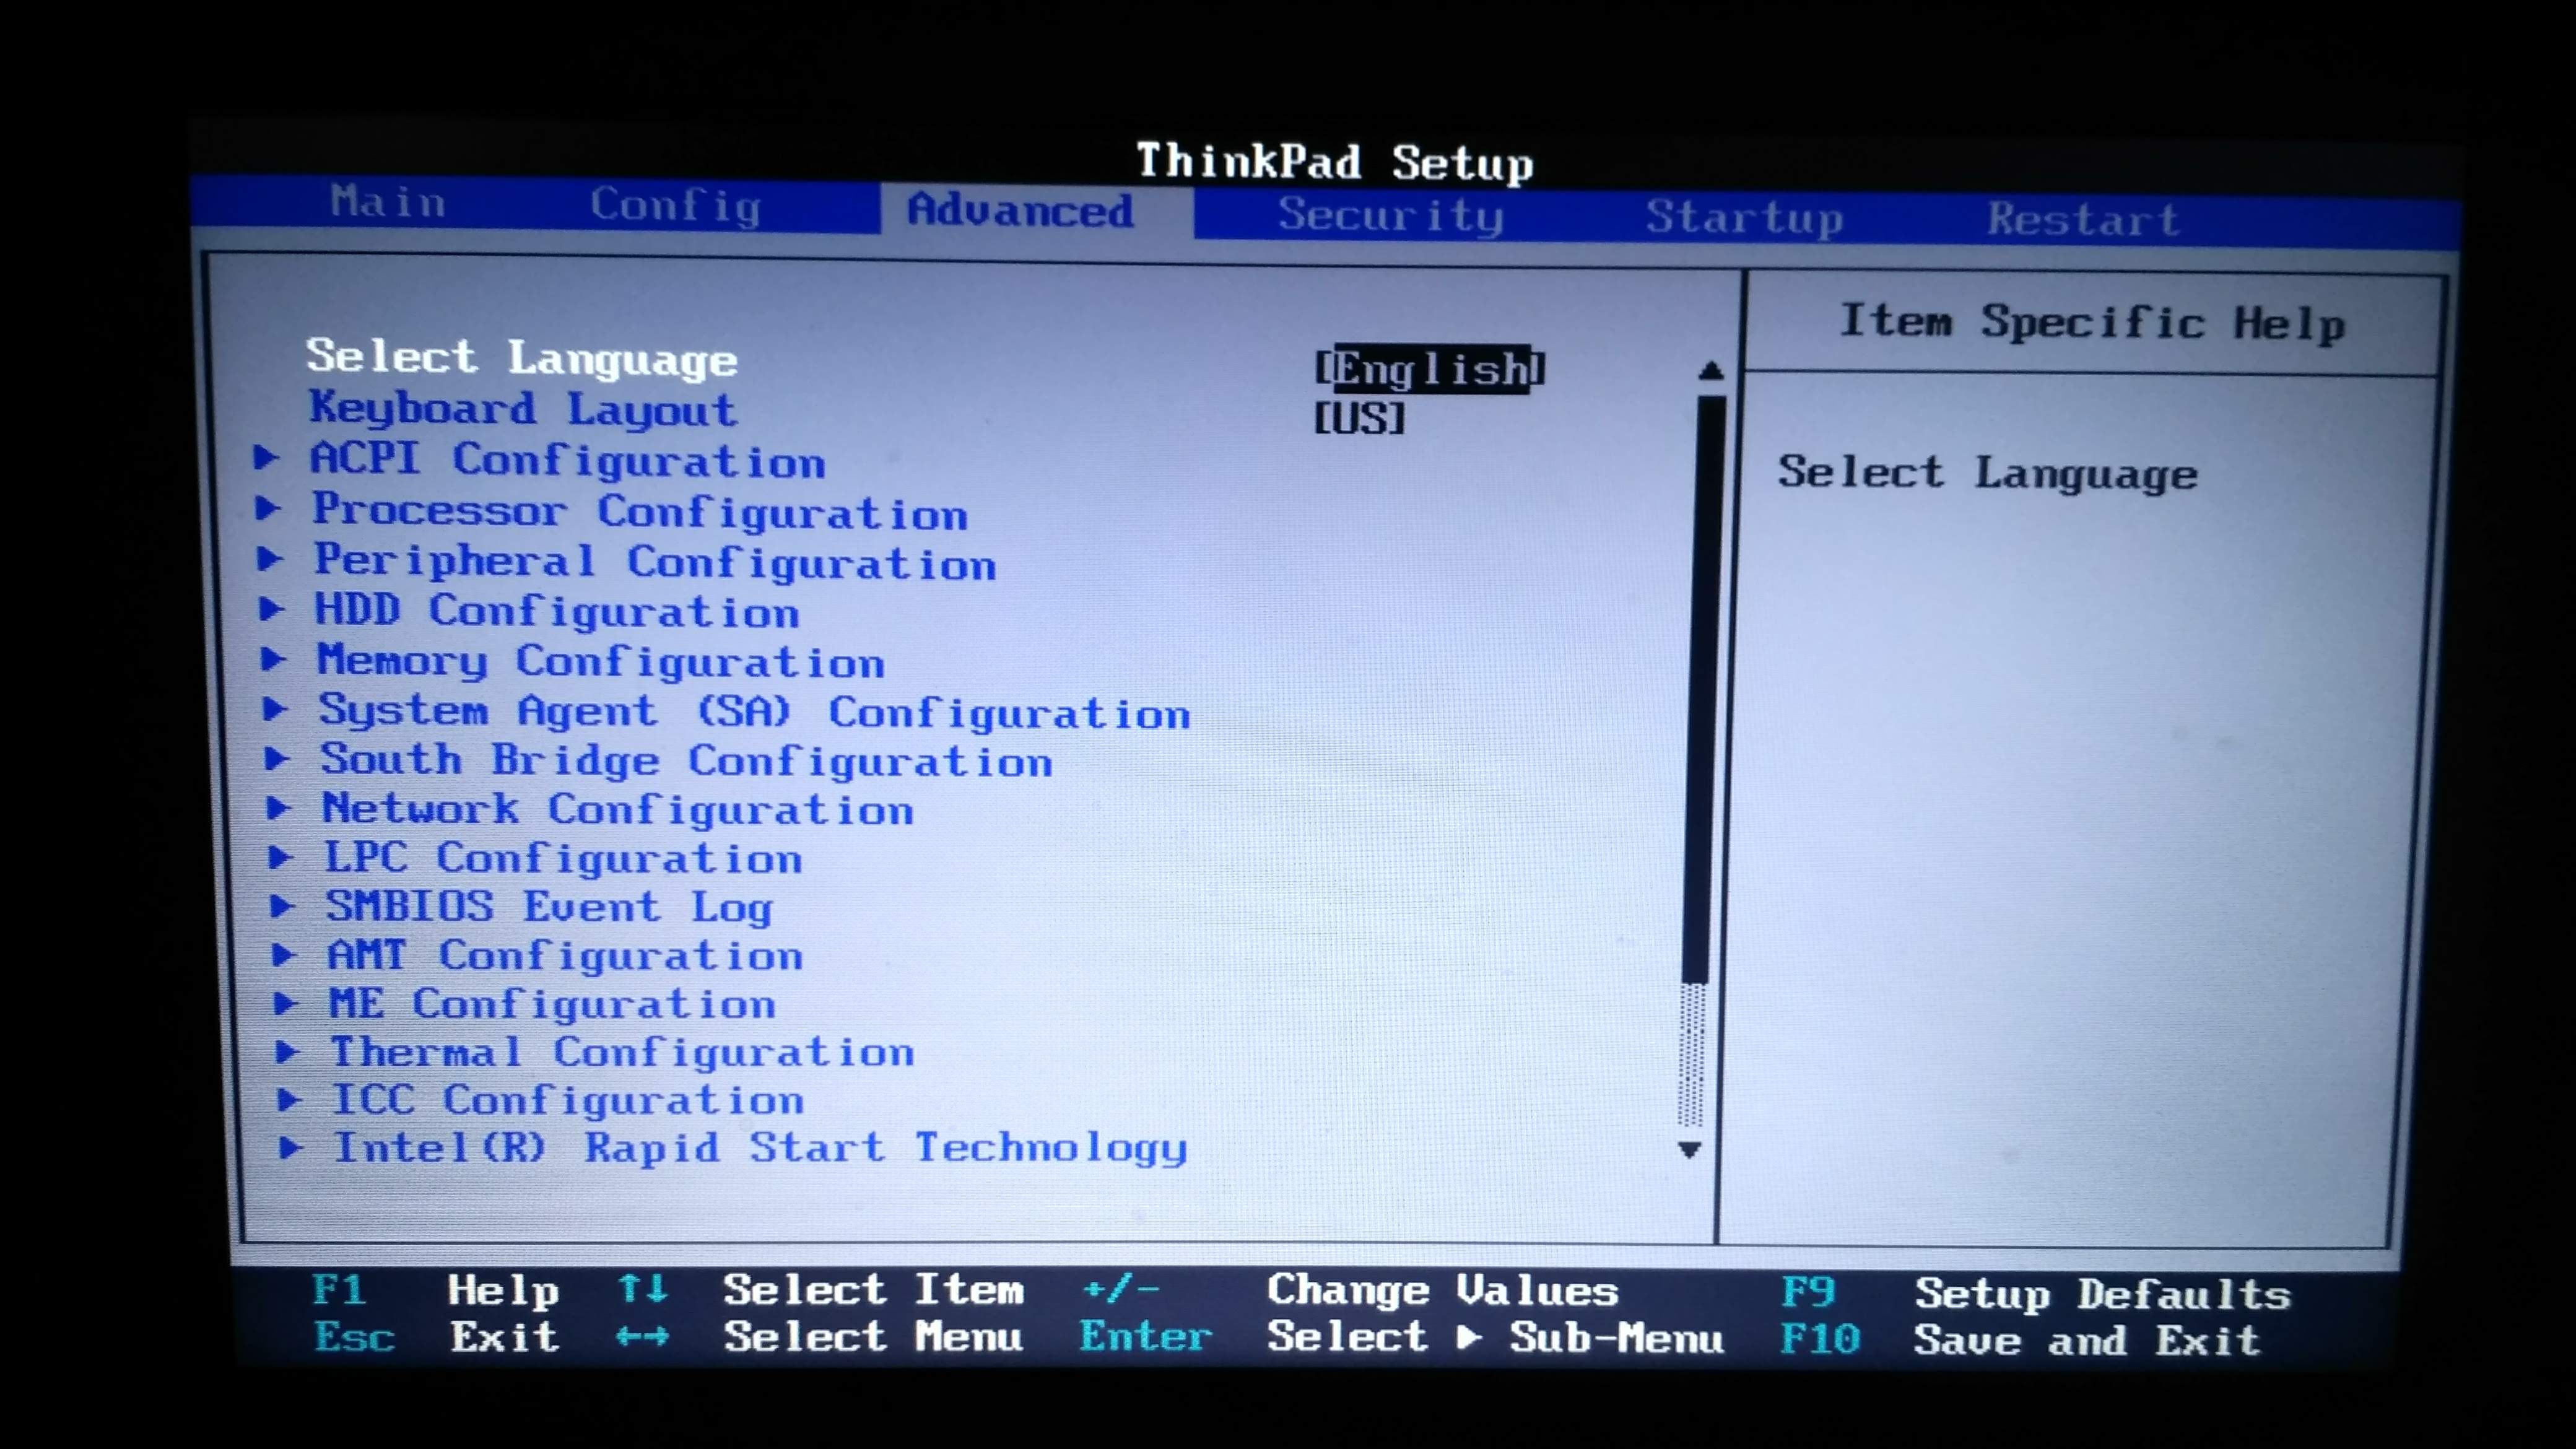 ThinkPad Setup
Main Config Advanced Security Startup Restart
Item Specific Help
Select Language [English]
Keyboard Layout [US]
Select Language
► ACPI Configuration
► Processor Configuration
► Peripheral Configuration
► HDD Configuration
► Memory Configuration
► System Agent (SA) Configuration
► South Bridge Configuration
► Network Configuration
► LPC Configuration
► SMBIOS Event Log
► AMT Configuration
► ME Configuration
► Thermal Configuration
► ICC Configuration
► Intel(R) Rapid Start Technology
F1 Help ↑↓ Select Item +/- Change Values F9 Setup Defaults
Esc Exit ←→ Select Menu Enter Select ► Sub-Menu F10 Save and Exit